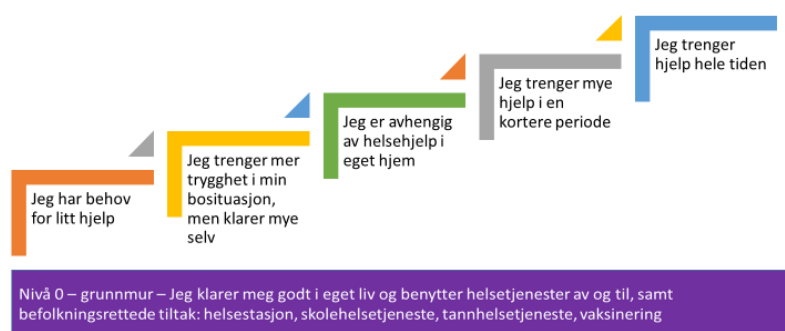 Jeg har behov
for litt hjelp
Jeg trenger mer
trygghet i min
bosituasjon,
men klarer mye
selv
Jeg er avhengig
av helsehjelp i
eget hjem
Jeg trenger mye
hjelp i en
kortere periode
Jeg trenger
hjelp hele tiden
Nivå 0 – grunnmur – Jeg klarer meg godt i eget liv og benytter helsetjenester av og til, samt
befolkningsrettede tiltak: helsestasjon, skolehelsetjeneste, tannhelsetjeneste, vaksinering